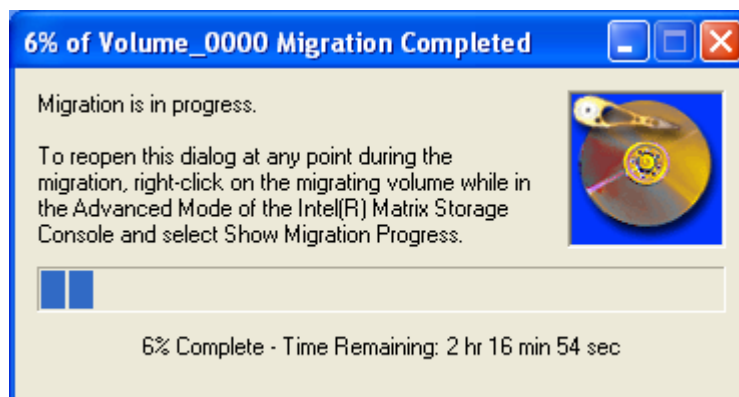 6% of Volume_0000 Migration Completed
Migration is in progress.
To reopen this dialog at any point during the
migration, right-click on the migrating volume while in
the Advanced Mode of the Intel(R) Matrix Storage
Console and select Show Migration Progress.
6% Complete - Time Remaining: 2 hr 16 min 54 sec